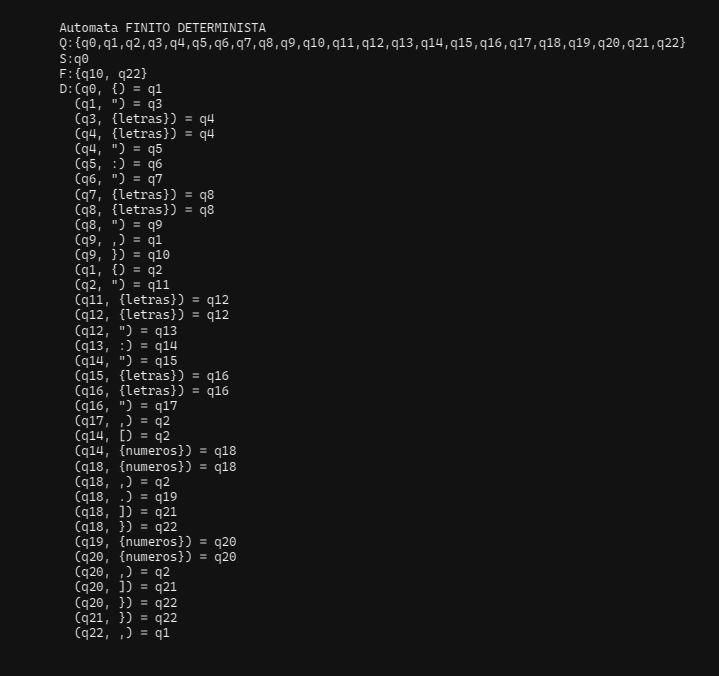 Automata FINITO DETERMINISTA
Q:{q0,q1,q2,q3,q4,q5,q6,q7,q8,q9,q10,q11,q12,q13,q14,q15,q16,q17,q18,q19,q20,q21,q22}
S:q0
F:{q10, q22}
D:(q0, {) = q1
(q1, ") = q3
(q3, {letras}) = q4
(q4, {letras}) = q4
(q4, ") = q5
(q5, :) = q6
(q6, ") = q7
(q7, {letras}) = q8
(q8, {letras}) = q8
(q8, ") = q9
(q9, ,) = q1
(q9, }) = q10
(q1, {) = q2
(q2, ") = q11
(q11, {letras}) = q12
(q12, {letras}) = q12
(q12, ") = q13
(q13, :) = q14
(q14, ") = q15
(q15, {letras}) = q16
(q16, {letras}) = q16
(q16, ") = q17
(q17, ,) = q2
(q14, [) = q2
(q14, {numeros}) = q18
(q18, {numeros}) = q18
(q18, ,) = q2
(q18, .) = q19
(q18, ]) = q21
(q18, }) = q22
(q19, {numeros}) = q20
(q20, {numeros}) = q20
(q20, ,) = q2
(q20, ]) = q21
(q20, }) = q22
(q21, }) = q22
(q22, ,) = q1